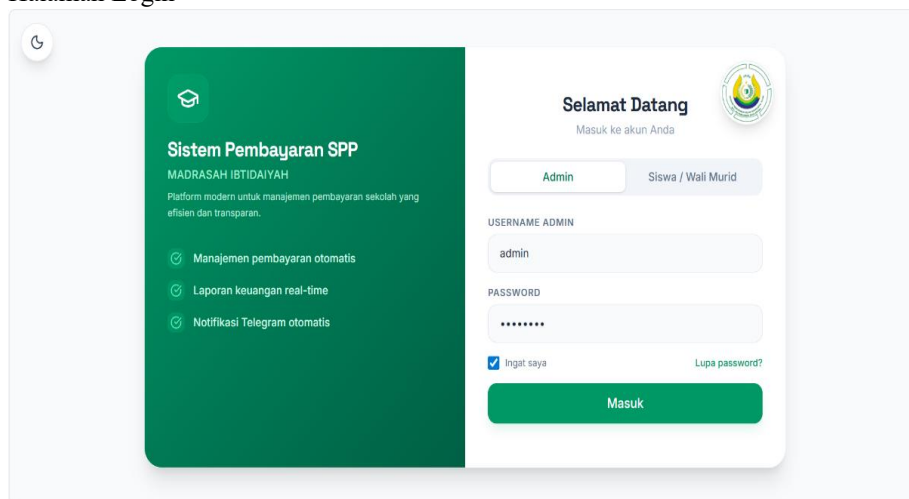 Sistem Pembayaran SPP
MADRASAH IBTIDAIYAH
Platform modern untuk manajemen pembayaran sekolah yang
efisien dan transparan.
Manajemen pembayaran otomatis
Laporan keuangan real-time
Notifikasi Telegram otomatis
Selamat Datang
Masuk ke akun Anda
Admin
Siswa / Wali Murid
USERNAME ADMIN
admin
PASSWORD
••••••••
Ingat saya
Lupa password?
Masuk